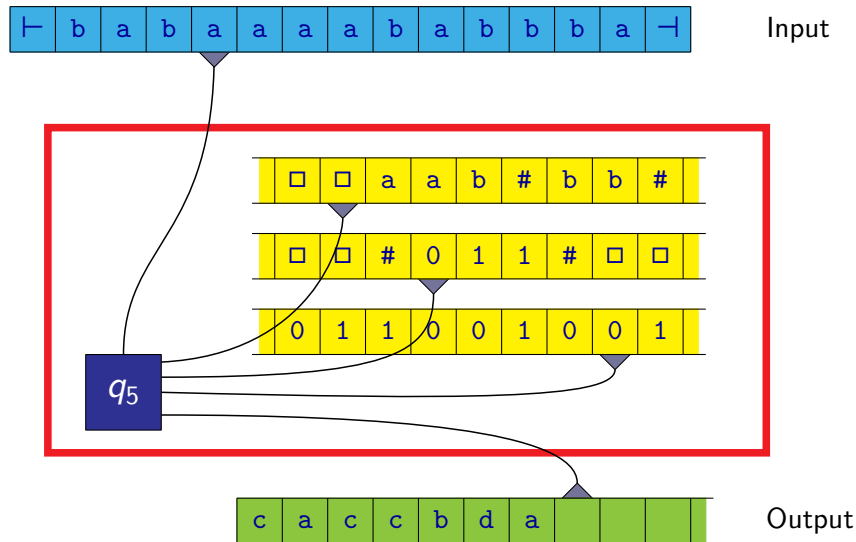 ⊢ b a b a a a a b a b b b a ⊣ Input
□ □ a a b # b b #
□ □ # 0 1 1 # □ □
0 1 1 0 0 1 0 0 1
q5
c a c c b d a Output